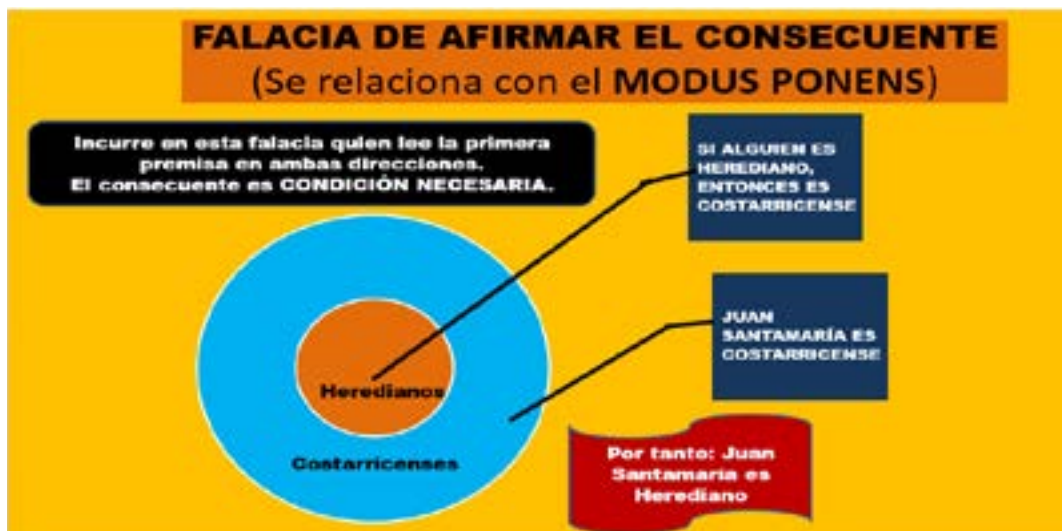 FALACIA DE AFIRMAR EL CONSECUENTE
(Se relaciona con el MODUS PONENS)
Incurre en esta falacia quien lee la primera
premisa en ambas direcciones.
El consecuente es CONDICIÓN NECESARIA.
SI ALGUIEN ES
HEREDIANO,
ENTONCES ES
COSTARRICENSE
JUAN
SANTAMARÍA ES
COSTARRICENSE
Heredianos
Costarricenses
Por tanto: Juan
Santamaría es
Herediano